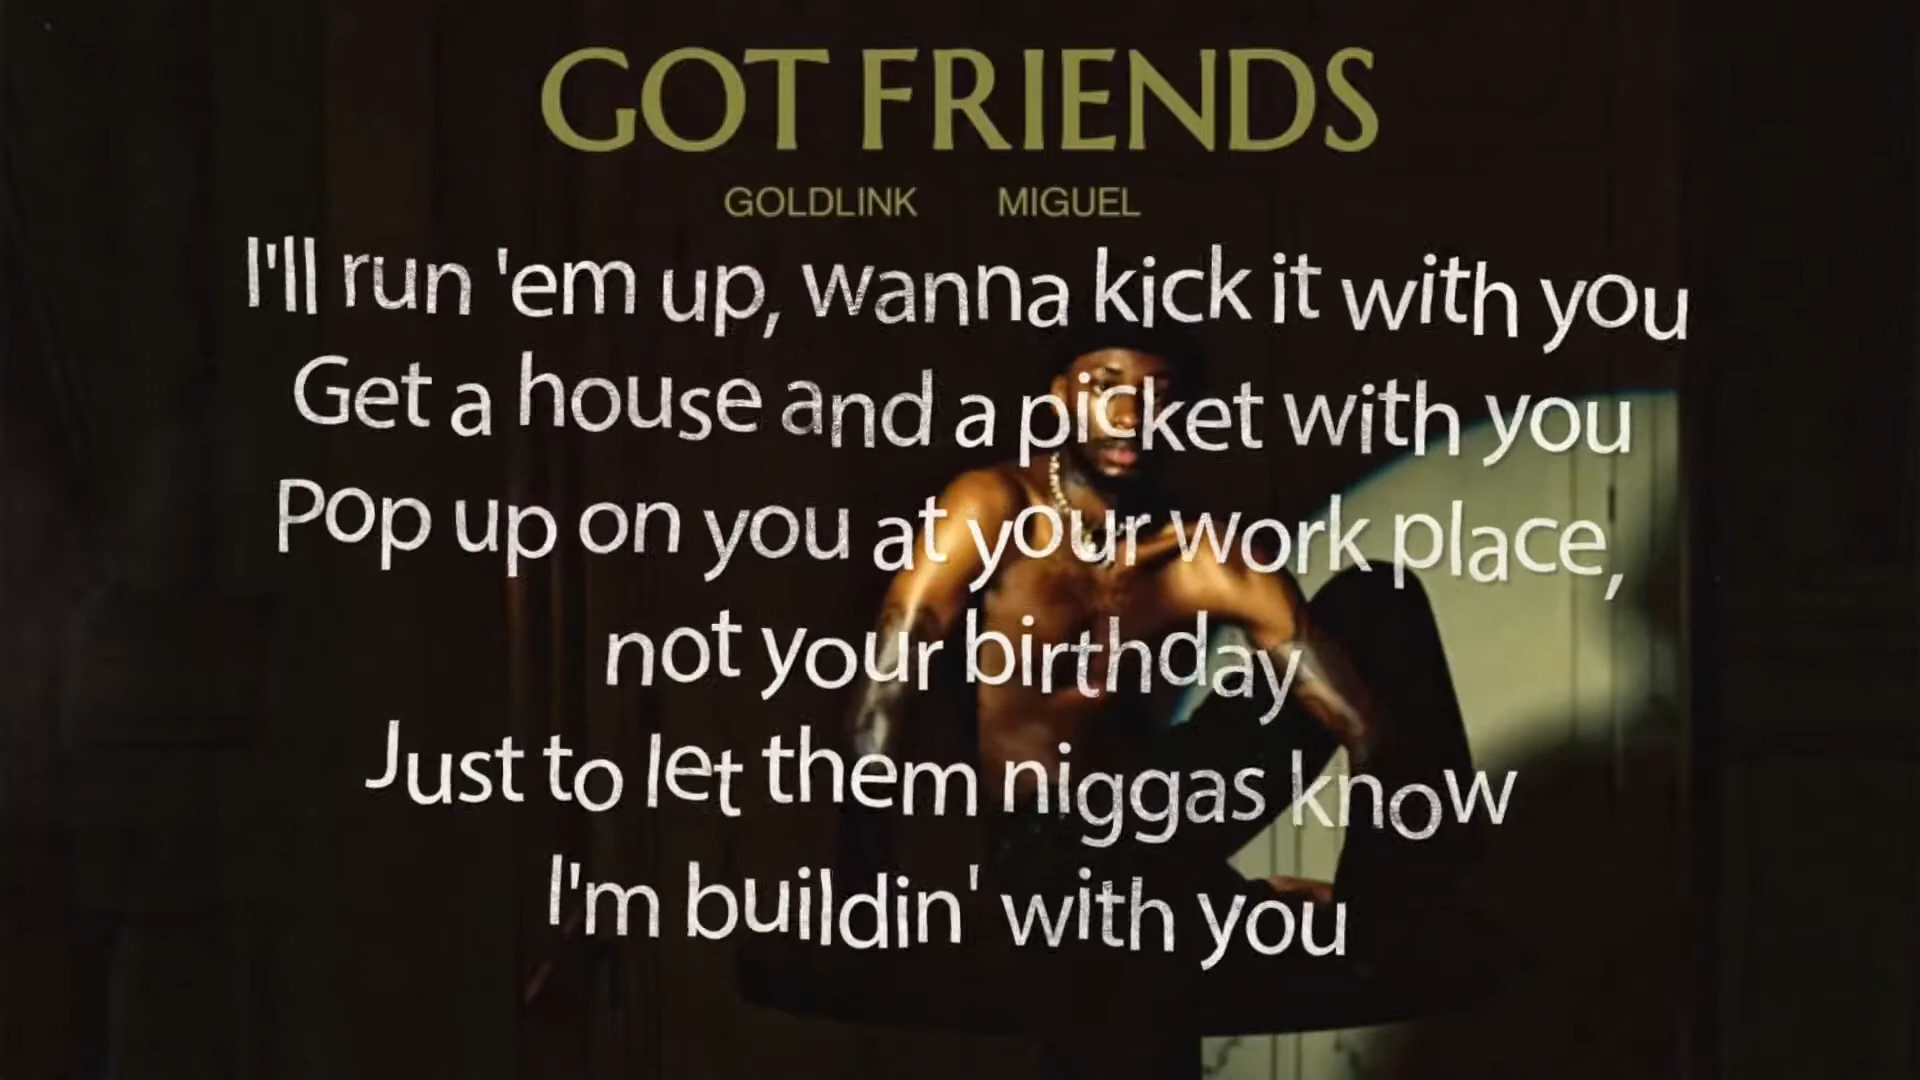 GOT FRIENDS
GOLDLINK MIGUEL
I'll run 'em up, wanna kick it with you
Get a house and a picket with you
Pop up on you at your work place,
not your birthday
Just to let them niggas know
I'm buildin' with you